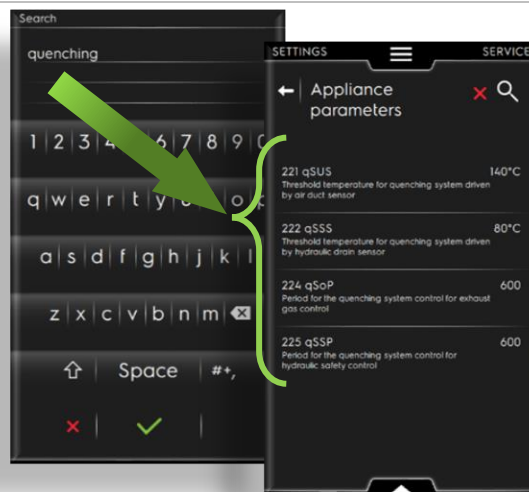 Search
quenching
1 2 3 4 6 7 8 9 0
q w e r t y o p
a s d f g h j k l
z x c v b n m
Space #+,
SETTINGS SERVICE
Appliance
parameters
221 qSUS 140°C
Threshold temperature for quenching system driven
by air duct sensor
222 qSSS 80°C
Threshold temperature for quenching system driven
by hydraulic drain sensor
224 qSoP 600
Period for the quenching system control for exhaust
gas control
225 qSSP 600
Period for the quenching system control for
hydraulic safety control